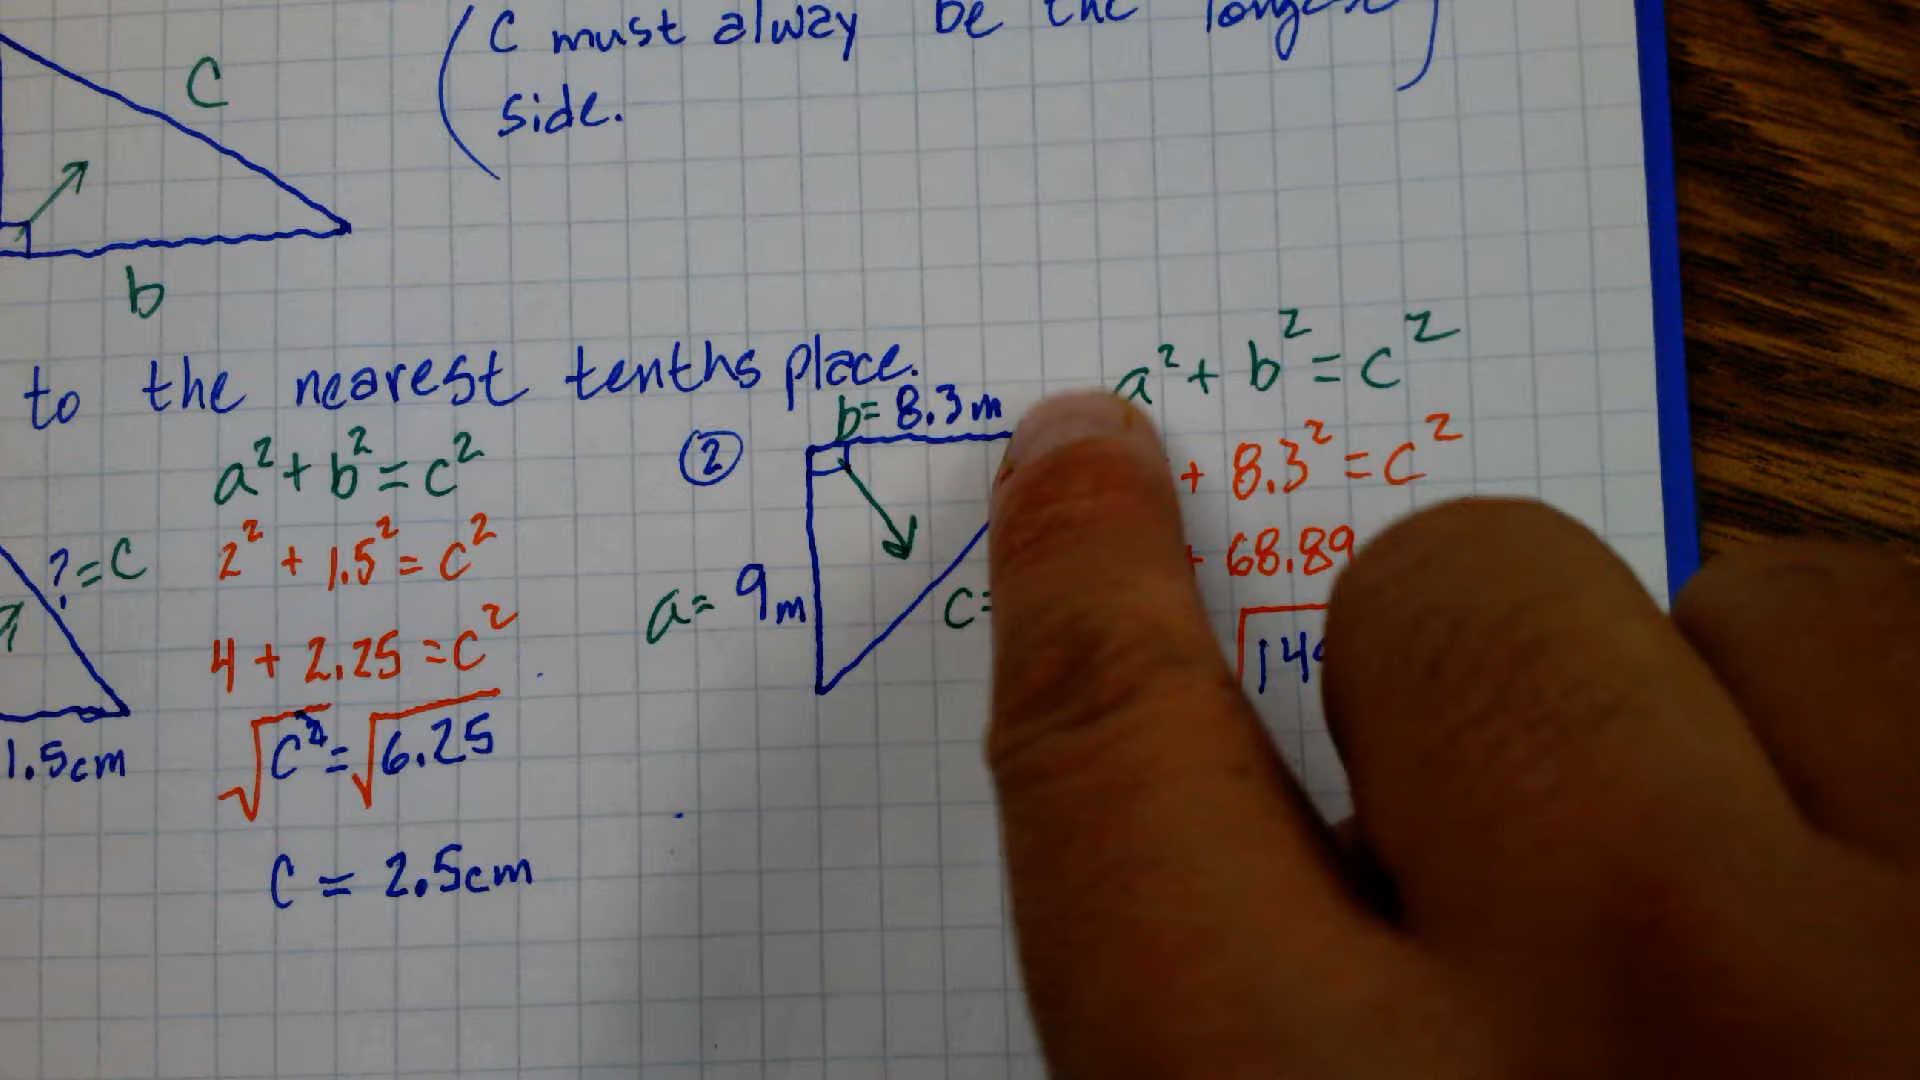 c
(c must alway be the longest)
side.
b
to the nearest tenths place.
a² + b² = c²
2² + 1.5² = c²
4 + 2.25 = c²
√c² = √6.25
c = 2.5cm
?=c
1.5cm
②
b= 8.3m
a= 9m
c=
a² + b² = c²
+ 8.3² = c²
+ 68.89
14